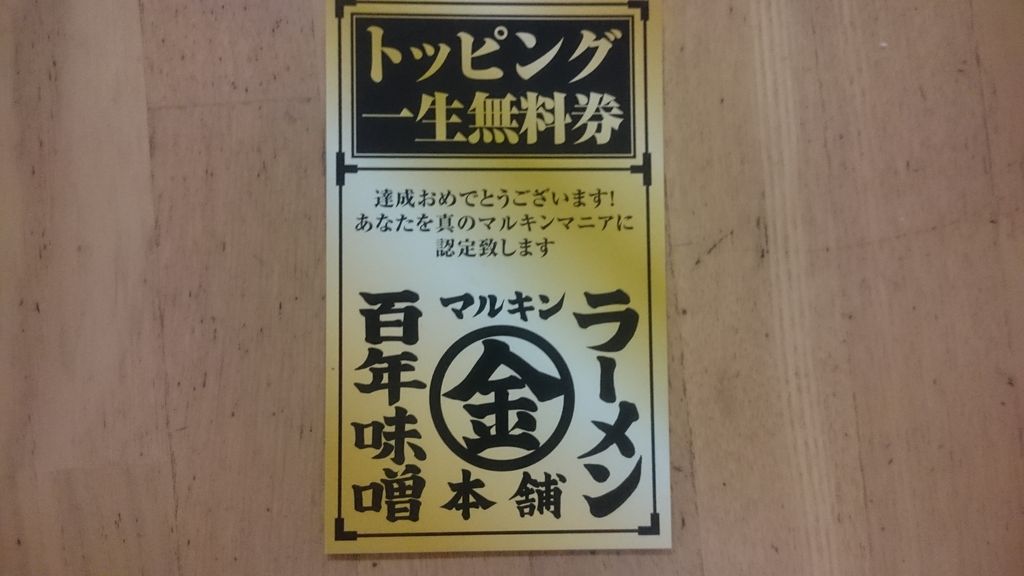 トッピング
一生無料券
達成おめでとうございます!
あなたを真のマルキンマニアに
認定致します
ラーメン
マルキン
金
本舗
百年味噌